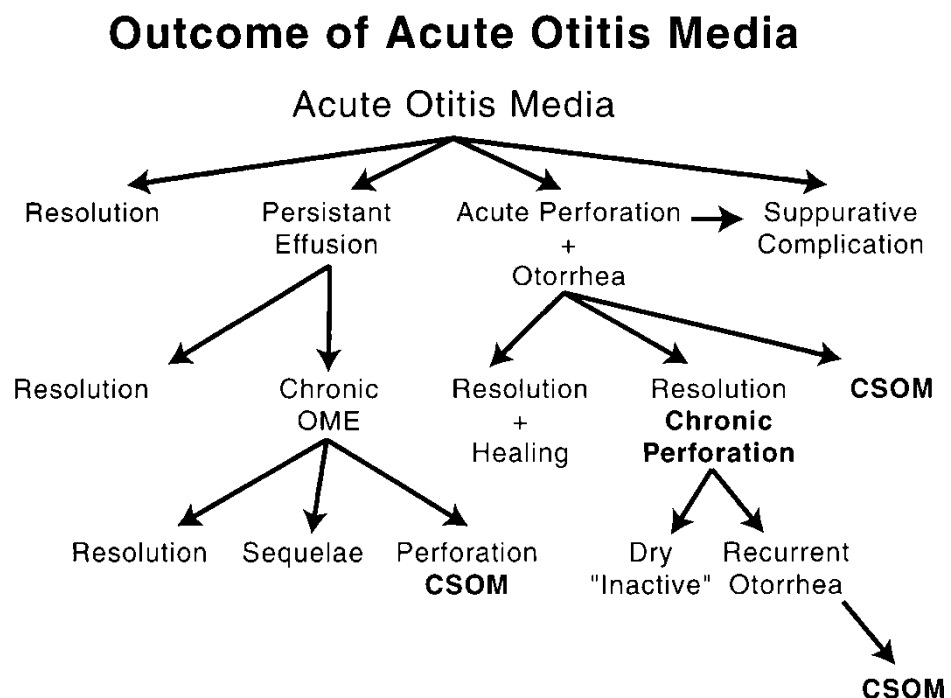 Outcome of Acute Otitis Media
Acute Otitis Media
Resolution
Persistant
Effusion
Acute Perforation
+
Otorrhea
Suppurative
Complication
Resolution
Chronic
OME
Resolution
+
Healing
Resolution
Chronic
Perforation
CSOM
Resolution
Sequelae
Perforation
CSOM
Dry
"Inactive"
Recurrent
Otorrhea
CSOM